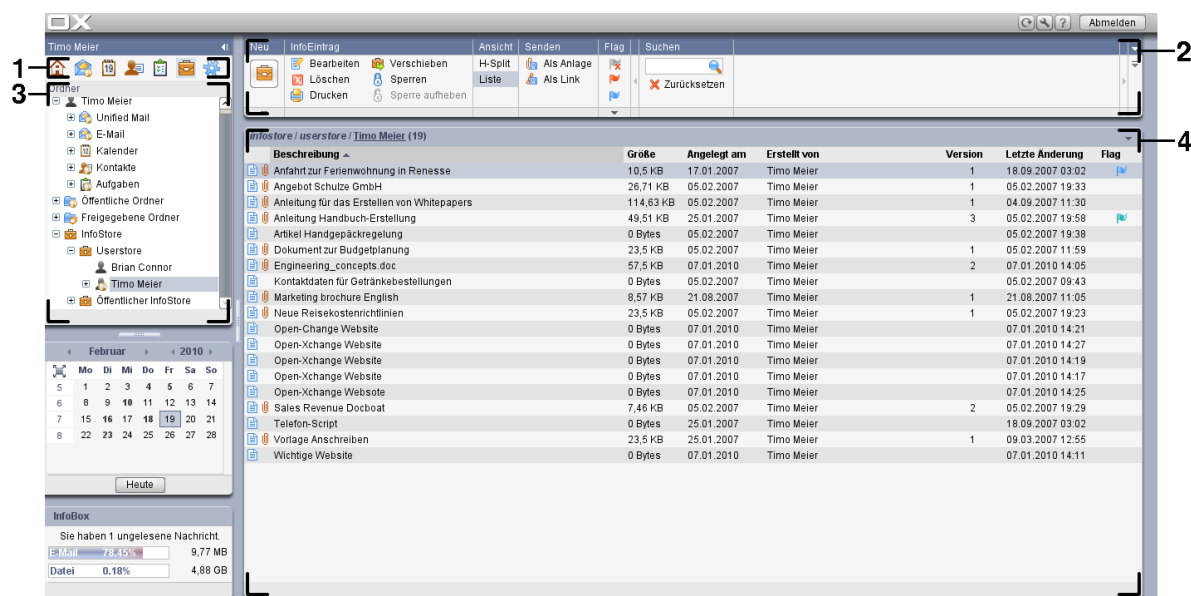 OX
Abmelden
Timo Meier
Neu InfoEintrag Ansicht Senden Flag Suchen
2
1
19
Bearbeiten Verschieben H-Split Als Anlage
Löschen Sperren Liste Als Link Zurücksetzen
Drucken Sperre aufheben
3
Ordner
Timo Meier
Unified Mail
E-Mail
Kalender
Kontakte
Aufgaben
Öffentliche Ordner
Freigegebene Ordner
InfoStore
Userstore
Brian Connor
Timo Meier
Öffentlicher InfoStore
infostore / userstore / Timo Meier (19)
4
Beschreibung Größe Angelegt am Erstellt von Version Letzte Änderung Flag
Anfahrt zur Ferienwohnung in Renesse 10,5 KB 17.01.2007 Timo Meier 1 18.09.2007 03:02
Angebot Schulze GmbH 26,71 KB 05.02.2007 Timo Meier 1 05.02.2007 19:33
Anleitung für das Erstellen von Whitepapers 114,63 KB 05.02.2007 Timo Meier 1 04.09.2007 11:30
Anleitung Handbuch-Erstellung 49,51 KB 25.01.2007 Timo Meier 3 05.02.2007 19:58
Artikel Handgepäckregelung 0 Bytes 05.02.2007 Timo Meier 05.02.2007 19:38
Dokument zur Budgetplanung 23,5 KB 05.02.2007 Timo Meier 1 05.02.2007 11:59
Engineering_concepts.doc 57,5 KB 07.01.2010 Timo Meier 2 07.01.2010 14:05
Kontaktdaten für Getränkebestellungen 0 Bytes 05.02.2007 Timo Meier 05.02.2007 09:43
Marketing brochure English 8,57 KB 21.08.2007 Timo Meier 1 21.08.2007 11:05
Neue Reisekostenrichtlinien 23,5 KB 05.02.2007 Timo Meier 1 05.02.2007 19:23
Open-Change Website 0 Bytes 07.01.2010 Timo Meier 07.01.2010 14:21
Open-Xchange Website 0 Bytes 07.01.2010 Timo Meier 07.01.2010 14:27
Open-Xchange Website 0 Bytes 07.01.2010 Timo Meier 07.01.2010 14:19
Open-Xchange Website 0 Bytes 07.01.2010 Timo Meier 07.01.2010 14:17
Open-Xchange Websote 0 Bytes 07.01.2010 Timo Meier 07.01.2010 14:25
Sales Revenue Docboat 7,46 KB 05.02.2007 Timo Meier 2 05.02.2007 19:29
Telefon-Script 0 Bytes 25.01.2007 Timo Meier 18.09.2007 03:02
Vorlage Anschreiben 23,5 KB 25.01.2007 Timo Meier 1 09.03.2007 12:55
Wichtige Website 0 Bytes 07.01.2010 Timo Meier 07.01.2010 14:11
Februar 2010
Mo Di Mi Do Fr Sa So
5 1 2 3 4 5 6 7
6 8 9 10 11 12 13 14
7 15 16 17 18 19 20 21
8 22 23 24 25 26 27 28
Heute
InfoBox
Sie haben 1 ungelesene Nachricht.
E-Mail 78.45% 9,77 MB
Datei 0.18% 4,88 GB